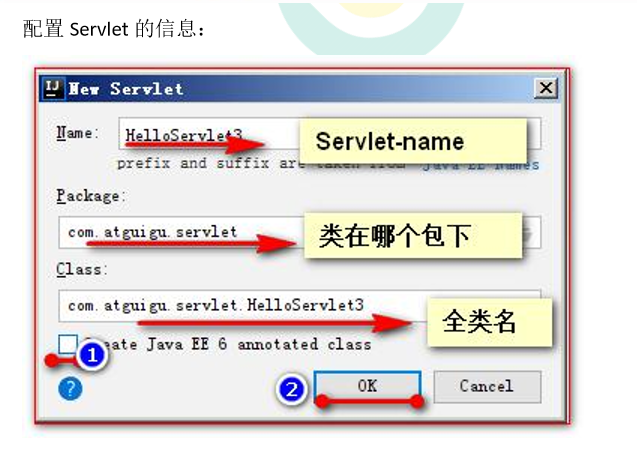 配置 Servlet 的信息：
IJ New Servlet
Name: HelloServlet3 Servlet-name
prefix and suffix are taken from Java EE Names
Package:
com.atguigu.servlet 类在哪个包下
Class:
com.atguigu.servlet.HelloServlet3 全类名
Create Java EE 6 annotated class
1
? 2 OK Cancel